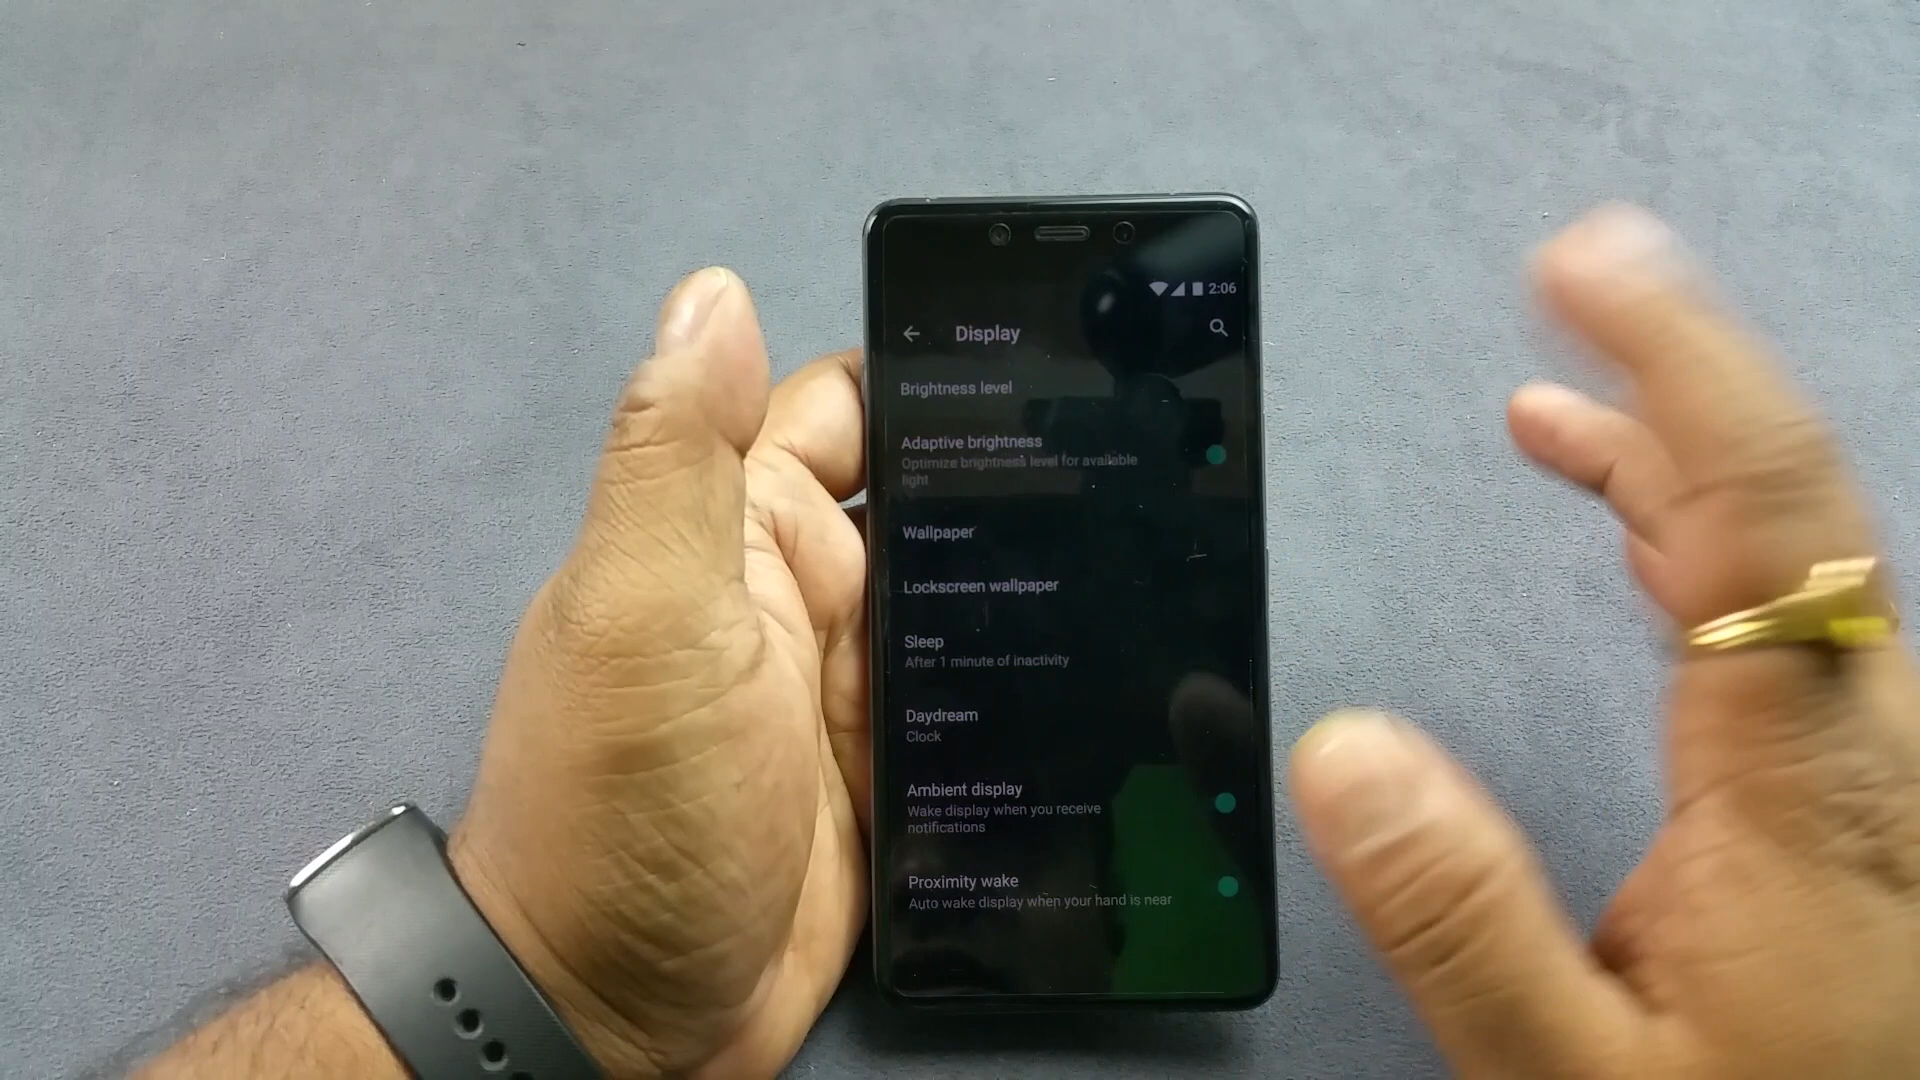 2:06
Display
Brightness level
Adaptive brightness
Optimize brightness level for available
light
Wallpaper
Lockscreen wallpaper
Sleep
After 1 minute of inactivity
Daydream
Clock
Ambient display
Wake display when you receive
notifications
Proximity wake
Auto wake display when your hand is near